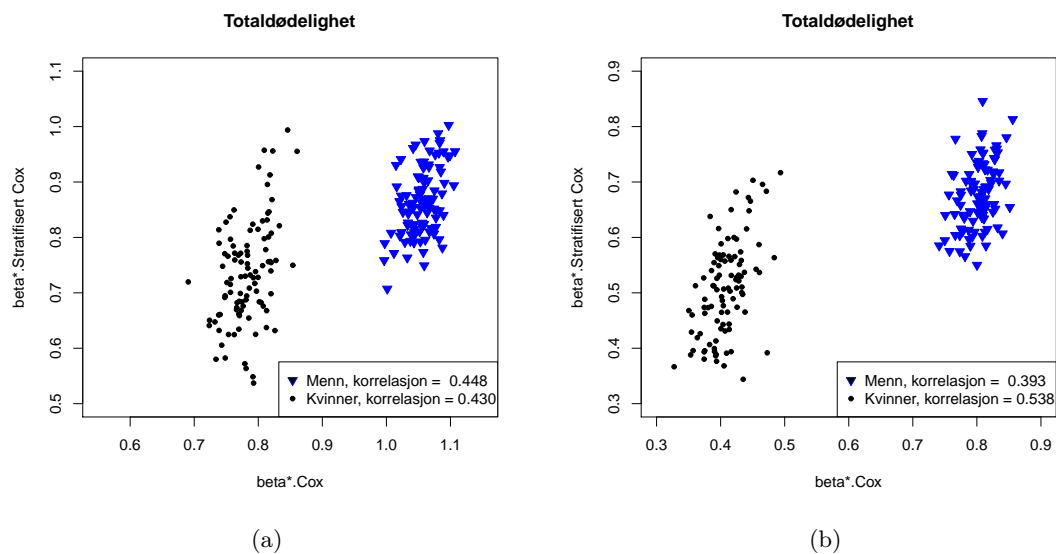 Totaldødelighet
beta*.Stratifisert Cox
1.1
1.0
0.9
0.8
0.7
0.6
0.5
Menn, korrelasjon = 0.448
Kvinner, korrelasjon = 0.430
0.6 0.7 0.8 0.9 1.0 1.1
beta*.Cox
(a)
Totaldødelighet
beta*.Stratifisert Cox
0.9
0.8
0.7
0.6
0.5
0.4
0.3
Menn, korrelasjon = 0.393
Kvinner, korrelasjon = 0.538
0.3 0.4 0.5 0.6 0.7 0.8 0.9
beta*.Cox
(b)